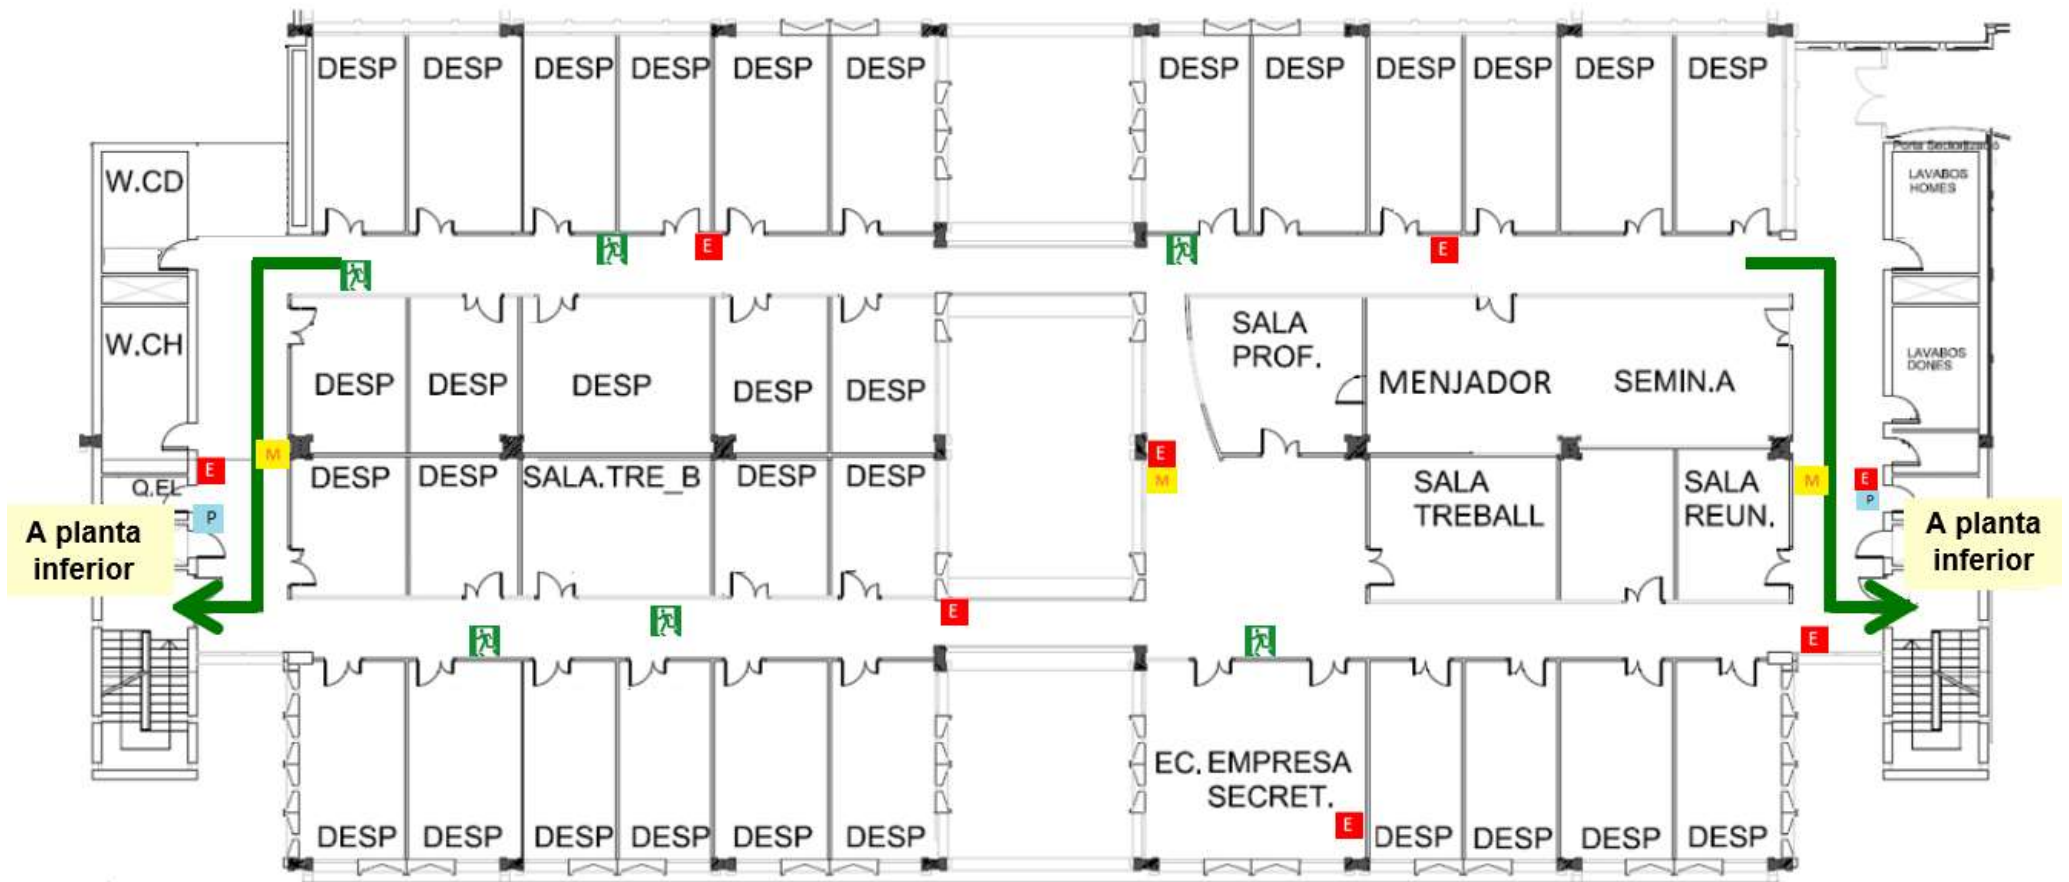 DESP DESP DESP DESP DESP DESP DESP DESP DESP DESP DESP DESP
Porta Sectorització
W.CD
LAVABOS
HOMES
E E
SALA
PROF.
W.CH
LAVABOS
DONES
DESP DESP DESP DESP DESP MENJADOR SEMIN.A
M E
E DESP DESP SALA.TRE_B DESP DESP M M E
Q.EL SALA
TREBALL
SALA
REUN.
P P
A planta
inferior
A planta
inferior
E E
EC. EMPRESA
SECRET.
E
DESP DESP DESP DESP DESP DESP DESP DESP DESP DESP